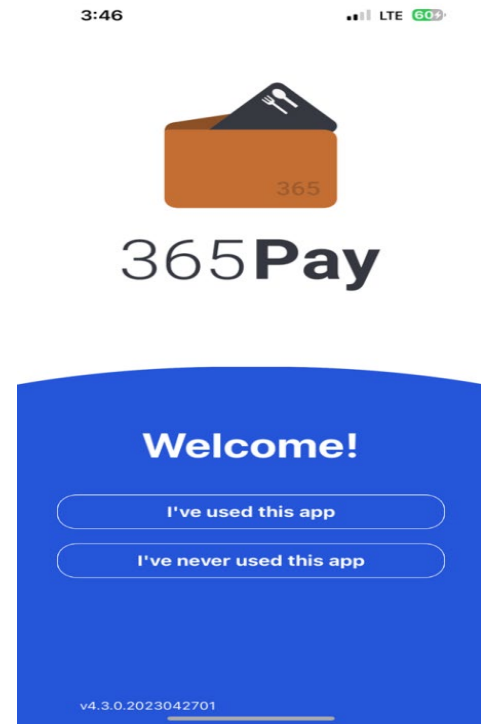 3:46 LTE 60
365
365Pay
Welcome!
I've used this app
I've never used this app
v4.3.0.2023042701